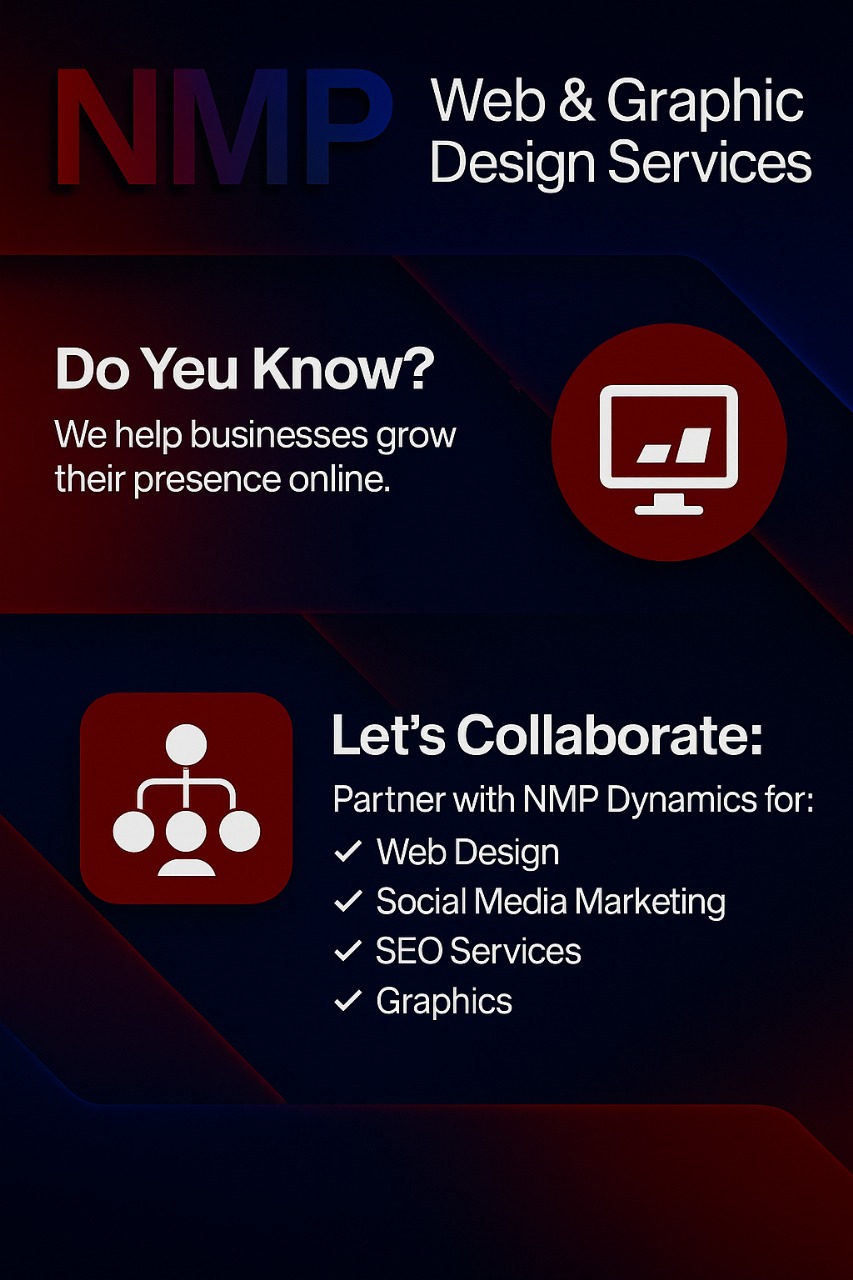 NMP
Web & Graphic
Design Services
Do Yeu Know?
We help businesses grow
their presence online.
Let's Collaborate:
Partner with NMP Dynamics for:
✓ Web Design
✓ Social Media Marketing
✓ SEO Services
✓ Graphics